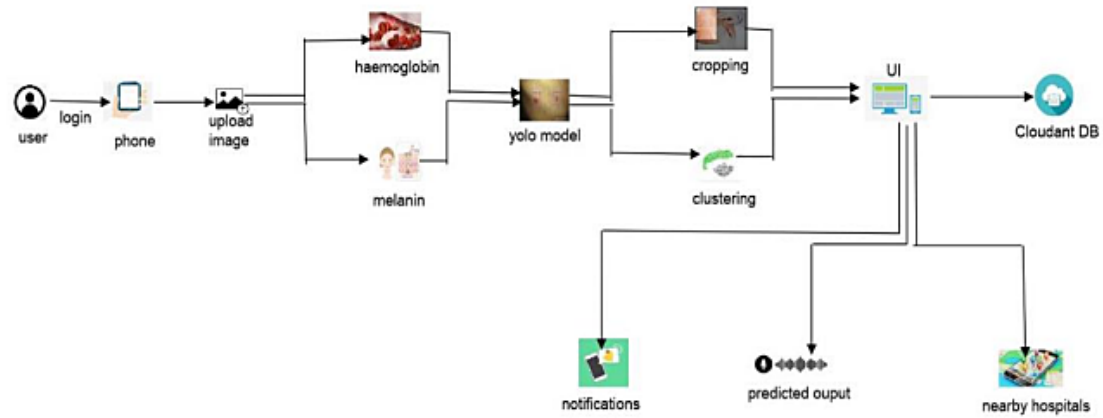 user
login
phone
upload
image
haemoglobin
melanin
yolo model
cropping
clustering
UI
Cloudant DB
notifications
predicted ouput
nearby hospitals